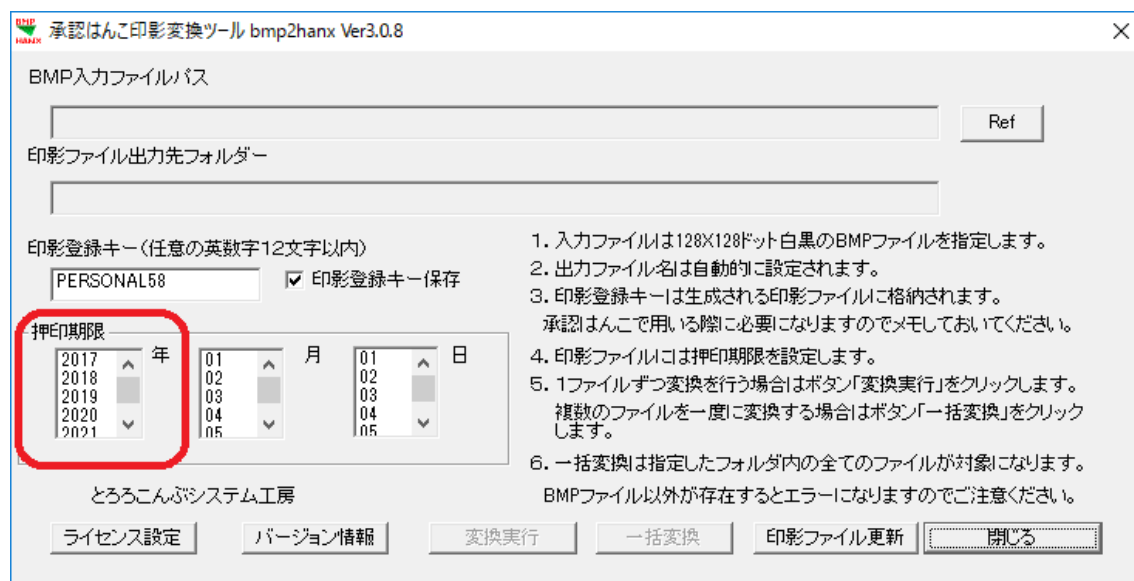 BMP HANX 承認はんこ印影変換ツール bmp2hanx Ver3.0.8
BMP入力ファイルパス
Ref
印影ファイル出力先フォルダー
印影登録キー(任意の英数字12文字以内)
PERSONAL58
印影登録キー保存
押印期限
2017
2018
2019
2020
2021
年
01
02
03
04
05
月
01
02
03
04
05
日
1. 入力ファイルは128X128ドット白黒のBMPファイルを指定します。
2. 出力ファイル名は自動的に設定されます。
3. 印影登録キーは生成される印影ファイルに格納されます。
承認はんこで用いる際に必要になりますのでメモしておいてください。
4. 印影ファイルには押印期限を設定します。
5. 1ファイルずつ変換を行う場合はボタン「変換実行」をクリックします。
複数のファイルを一度に変換する場合はボタン「一括変換」をクリック
します。
6. 一括変換は指定したフォルダ内の全てのファイルが対象になります。
BMPファイル以外が存在するとエラーになりますのでご注意ください。
とろろこんぶシステム工房
ライセンス設定
バージョン情報
変換実行
一括変換
印影ファイル更新
閉じる